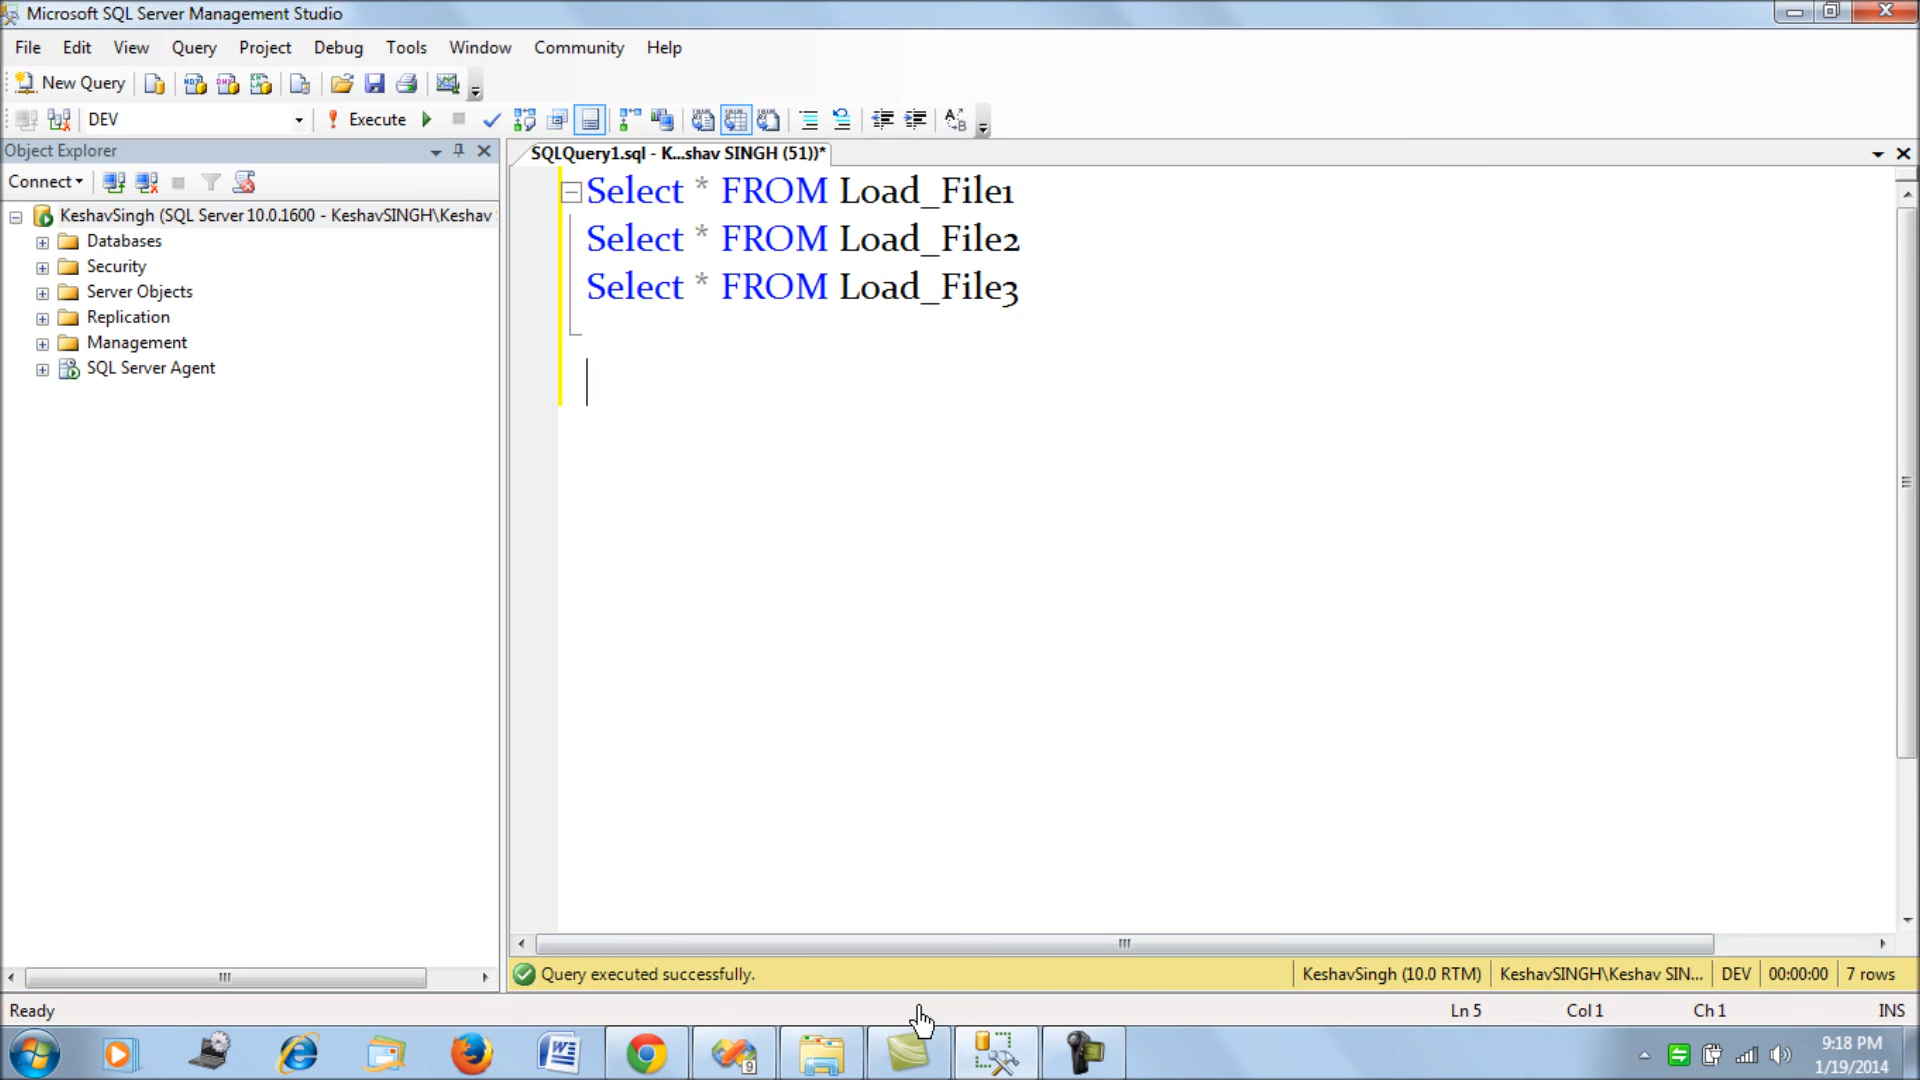 Microsoft SQL Server Management Studio
File Edit View Query Project Debug Tools Window Community Help
New Query
DEV Execute
Object Explorer
SQLQuery1.sql - K...shav SINGH (51))*
Connect
KeshavSingh (SQL Server 10.0.1600 - KeshavSINGH\Keshav
Databases
Security
Server Objects
Replication
Management
SQL Server Agent
Select * FROM Load_File1
Select * FROM Load_File2
Select * FROM Load_File3
Query executed successfully. KeshavSingh (10.0 RTM) KeshavSINGH\Keshav SIN... DEV 00:00:00 7 rows
Ready Ln 5 Col 1 Ch 1 INS
9:18 PM
1/19/2014